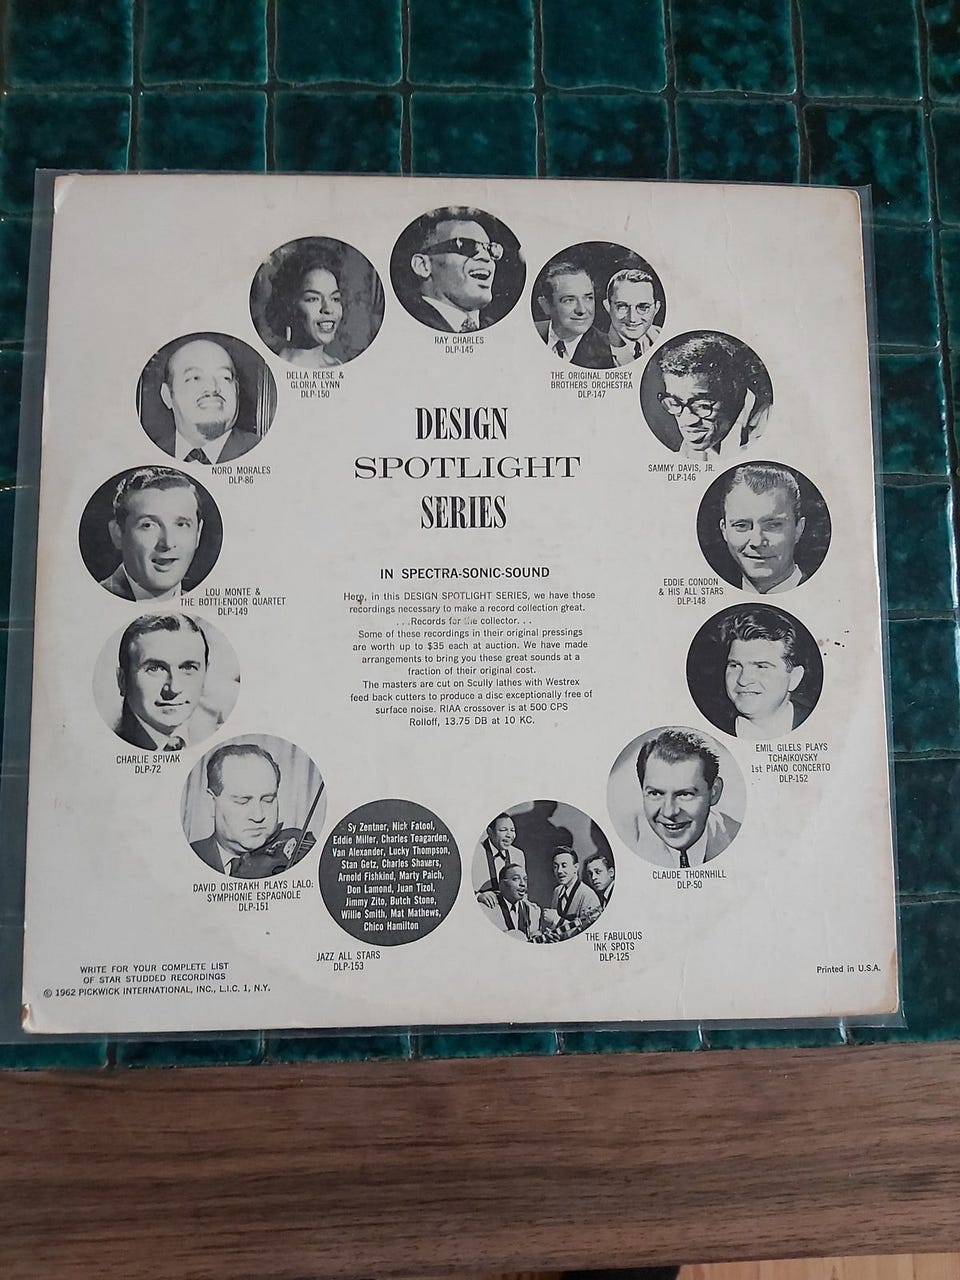 RAY CHARLES
DLP-145
DELLA REESE &
GLORIA LYNN
DLP-150
THE ORIGINAL DORSEY
BROTHERS ORCHESTRA
DLP-147
NORO MORALES
DLP-86
SAMMY DAVIS, JR.
DLP-146
DESIGN
SPOTLIGHT
SERIES
LOU MONTE &
THE BOTTI-ENDOR QUARTET
DLP-149
EDDIE CONDON
& HIS ALL STARS
DLP-148
IN SPECTRA-SONIC-SOUND
Here, in this DESIGN SPOTLIGHT SERIES, we have those
recordings necessary to make a record collection great.
. . .Records for the collector. . .
Some of these recordings in their original pressings
are worth up to $35 each at auction. We have made
arrangements to bring you these great sounds at a
fraction of their original cost.
The masters are cut on Scully lathes with Westrex
feed back cutters to produce a disc exceptionally free of
surface noise. RIAA crossover is at 500 CPS
Rolloff, 13.75 DB at 10 KC.
CHARLIE SPIVAK
DLP-72
EMIL GILELS PLAYS
TCHAIKOVSKY
1st PIANO CONCERTO
DLP-152
DAVID OISTRAKH PLAYS LALO:
SYMPHONIE ESPAGNOLE
DLP-151
CLAUDE THORNHILL
DLP-50
Sy Zentner, Nick Fatool,
Eddie Miller, Charles Teagarden,
Van Alexander, Lucky Thompson,
Stan Getz, Charles Shavers,
Arnold Fishkind, Marty Paich,
Don Lamond, Juan Tizol,
Jimmy Zito, Butch Stone,
Willie Smith, Mat Mathews,
Chico Hamilton
JAZZ ALL STARS
DLP-153
THE FABULOUS
INK SPOTS
DLP-125
WRITE FOR YOUR COMPLETE LIST
OF STAR STUDDED RECORDINGS
© 1962 PICKWICK INTERNATIONAL, INC., L.I.C. 1, N.Y.
Printed in U.S.A.